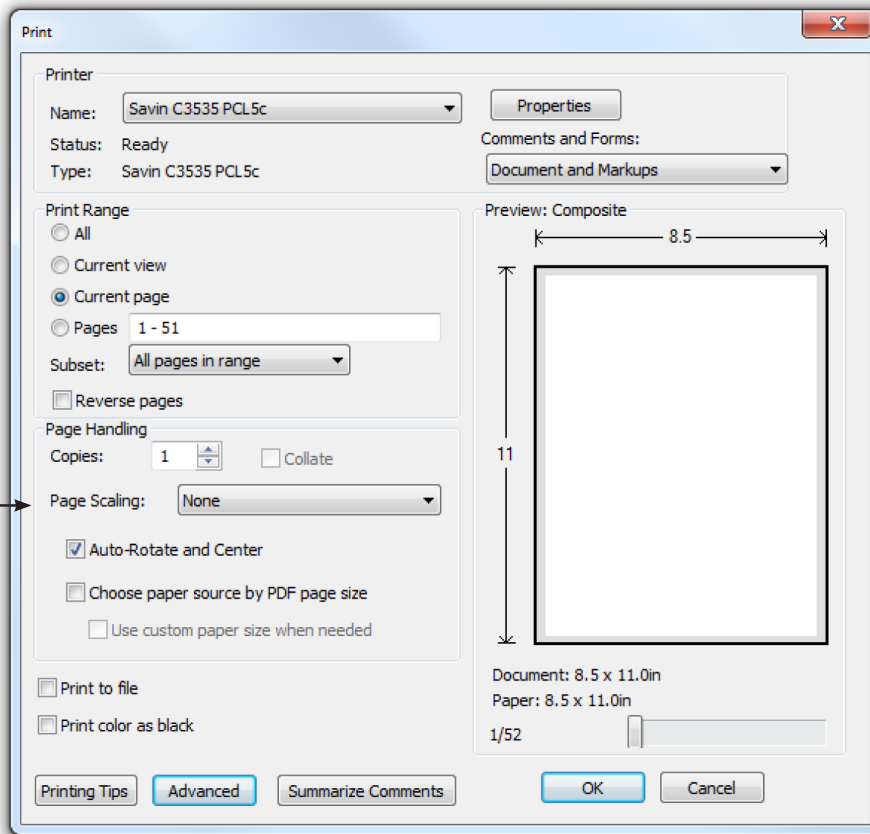 Print
Printer
Name: Savin C3535 PCL5c Properties
Status: Ready Comments and Forms:
Type: Savin C3535 PCL5c Document and Markups
Print Range
All
Current view
Current page
Pages 1 - 51
Subset: All pages in range
Reverse pages
Page Handling
Copies: 1 Collate
Page Scaling: None
Auto-Rotate and Center
Choose paper source by PDF page size
Use custom paper size when needed
Print to file
Print color as black
Preview: Composite
8.5
11
Document: 8.5 x 11.0in
Paper: 8.5 x 11.0in
1/52
Printing Tips Advanced Summarize Comments OK Cancel